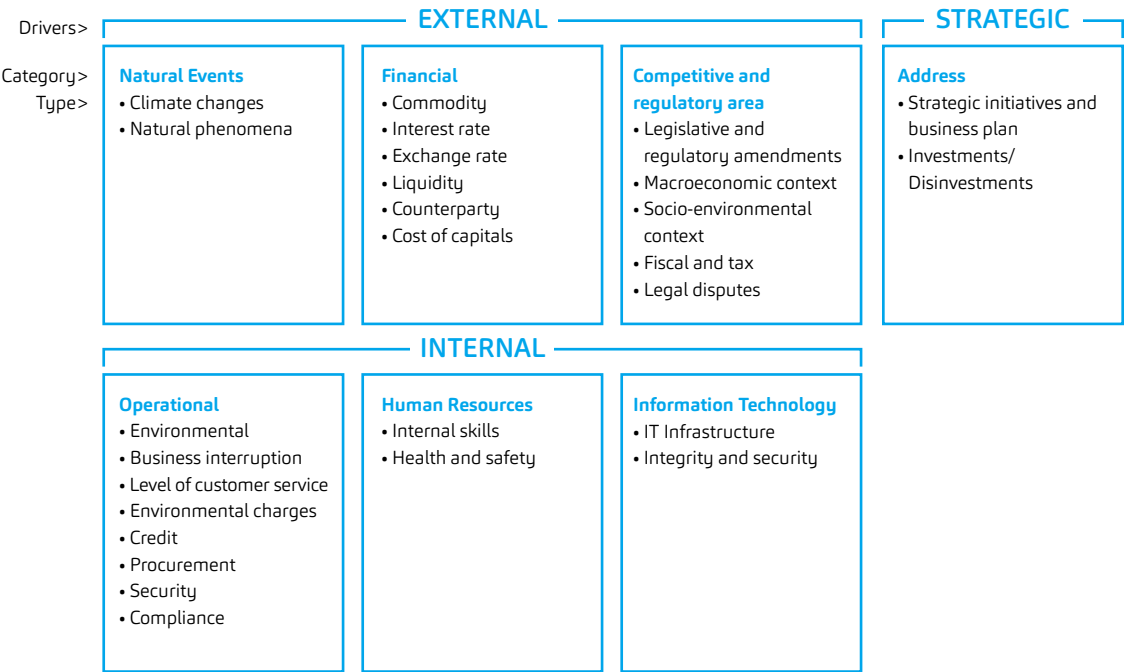 Drivers>
EXTERNAL
STRATEGIC
Category>
Type>
Natural Events
• Climate changes
• Natural phenomena
Financial
• Commodity
• Interest rate
• Exchange rate
• Liquidity
• Counterparty
• Cost of capitals
Competitive and
regulatory area
• Legislative and
regulatory amendments
• Macroeconomic context
• Socio-environmental
context
• Fiscal and tax
• Legal disputes
Address
• Strategic initiatives and
business plan
• Investments/
Disinvestments
INTERNAL
Operational
• Environmental
• Business interruption
• Level of customer service
• Environmental charges
• Credit
• Procurement
• Security
• Compliance
Human Resources
• Internal skills
• Health and safety
Information Technology
• IT Infrastructure
• Integrity and security